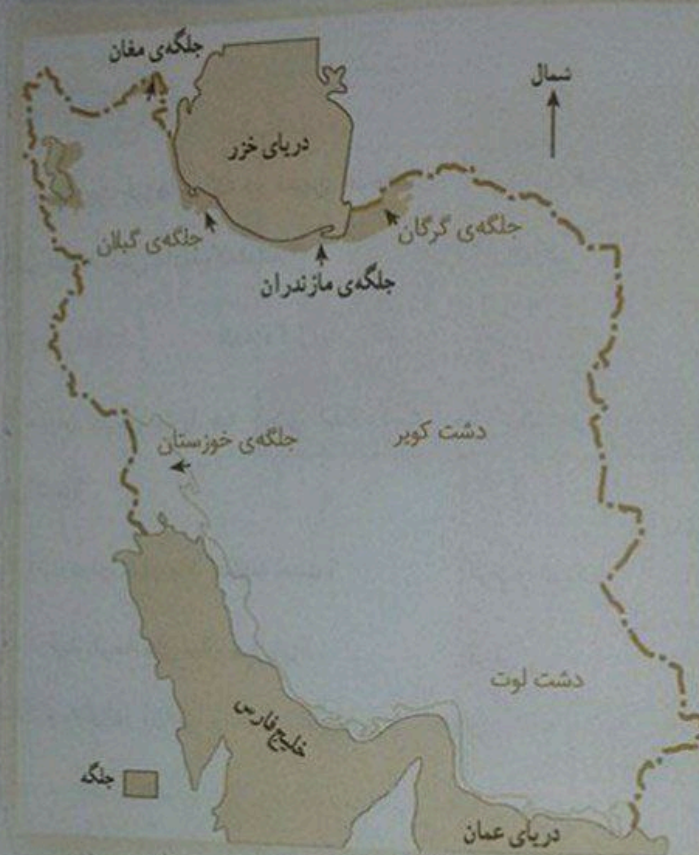 جلگه‌ی مغان
شمال
دریای خزر
جلگه‌ی گیلان
جلگه‌ی گرگان
جلگه‌ی مازندران
جلگه‌ی خوزستان
دشت کویر
دشت لوت
خلیج فارس
جلگه
دریای عمان